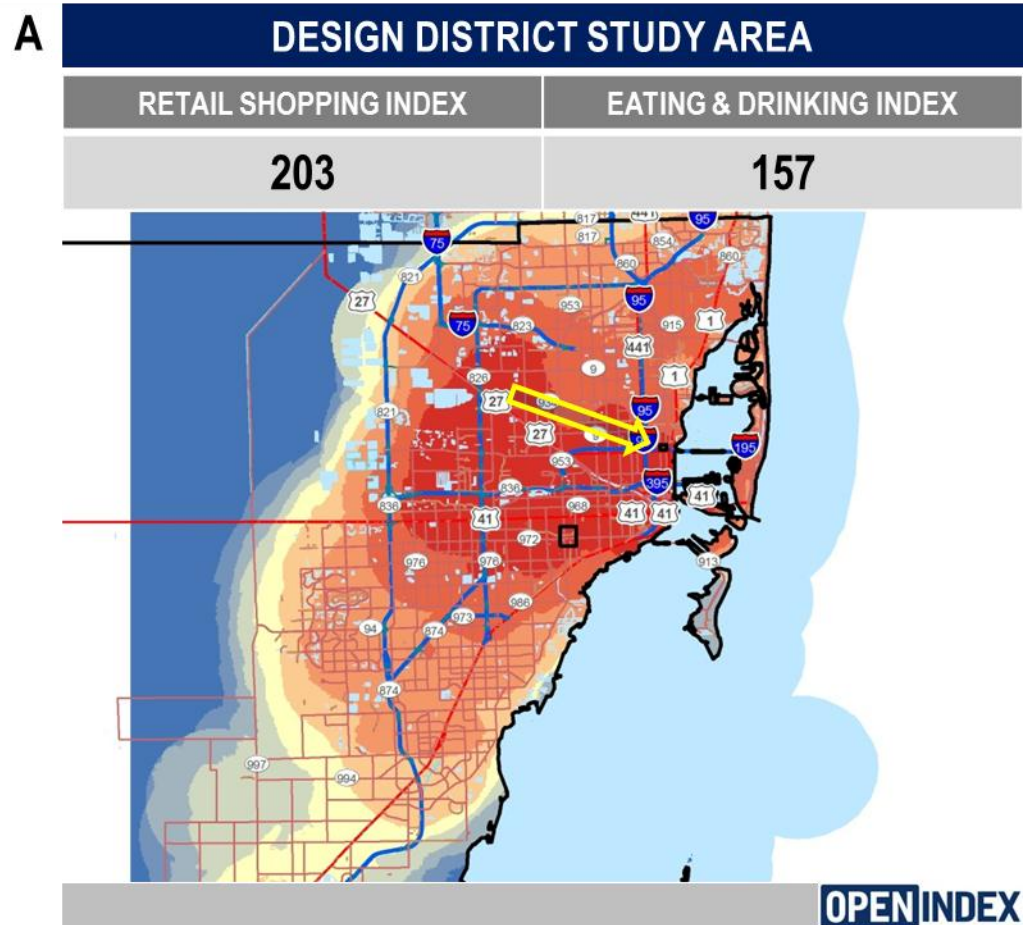 A
DESIGN DISTRICT STUDY AREA
RETAIL SHOPPING INDEX EATING & DRINKING INDEX
203 157
817 441 95
75 817 854
821 860 860
27 953 95
75 823 915 1
441
826 9 1
821 27 95
27 9 195
953
836 836 395
968 41
41 41 41
972
976 976 913
986
94 874 973
874
997 994
OPEN INDEX